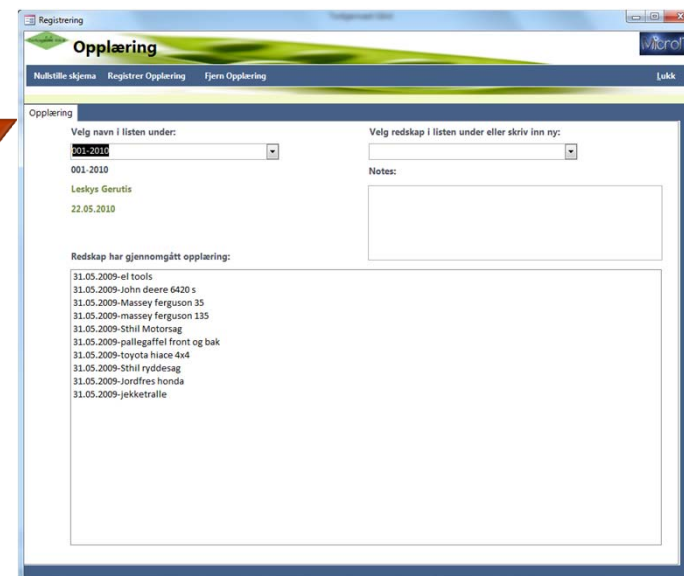 Registrering
Opplæring
Nullstille skjema Registrer Opplæring Fjern Opplæring Lukk
Opplæring
Velg navn i listen under: Velg redskap i listen under eller skriv inn ny:
001-2010
001-2010 Notes:
Leskys Gerutis
22.05.2010
Redskap har gjennomgått opplæring:
31.05.2009-el tools
31.05.2009-John deere 6420 s
31.05.2009-Massey ferguson 35
31.05.2009-massey ferguson 135
31.05.2009-Sthil Motorsag
31.05.2009-pallegaffel front og bak
31.05.2009-toyota hiace 4x4
31.05.2009-Sthil ryddesag
31.05.2009-Jordfres honda
31.05.2009-jekketralle